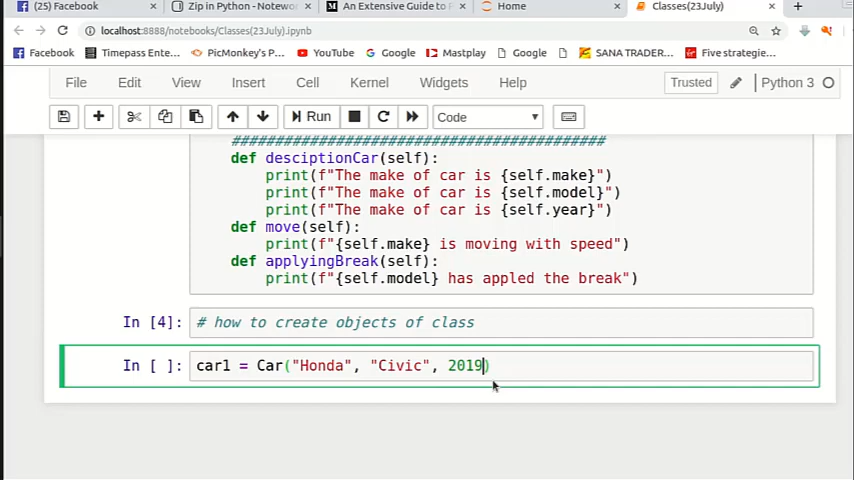 (25) Facebook × Zip in Python - Notewo × An Extensive Guide to P × Home × Classes(23July) × +
localhost:8888/notebooks/Classes(23July).ipynb
Facebook Timepass Ente... PicMonkey's P... YouTube Google Mastplay Google SANA TRADER... Five strategie...
File Edit View Insert Cell Kernel Widgets Help Trusted Python 3
Run Code
###########################################
def desciptionCar(self):
print(f"The make of car is {self.make}")
print(f"The make of car is {self.model}")
print(f"The make of car is {self.year}")
def move(self):
print(f"{self.make} is moving with speed")
def applyingBreak(self):
print(f"{self.model} has appled the break")
In [4]: # how to create objects of class
In [ ]: car1 = Car("Honda", "Civic", 2019)